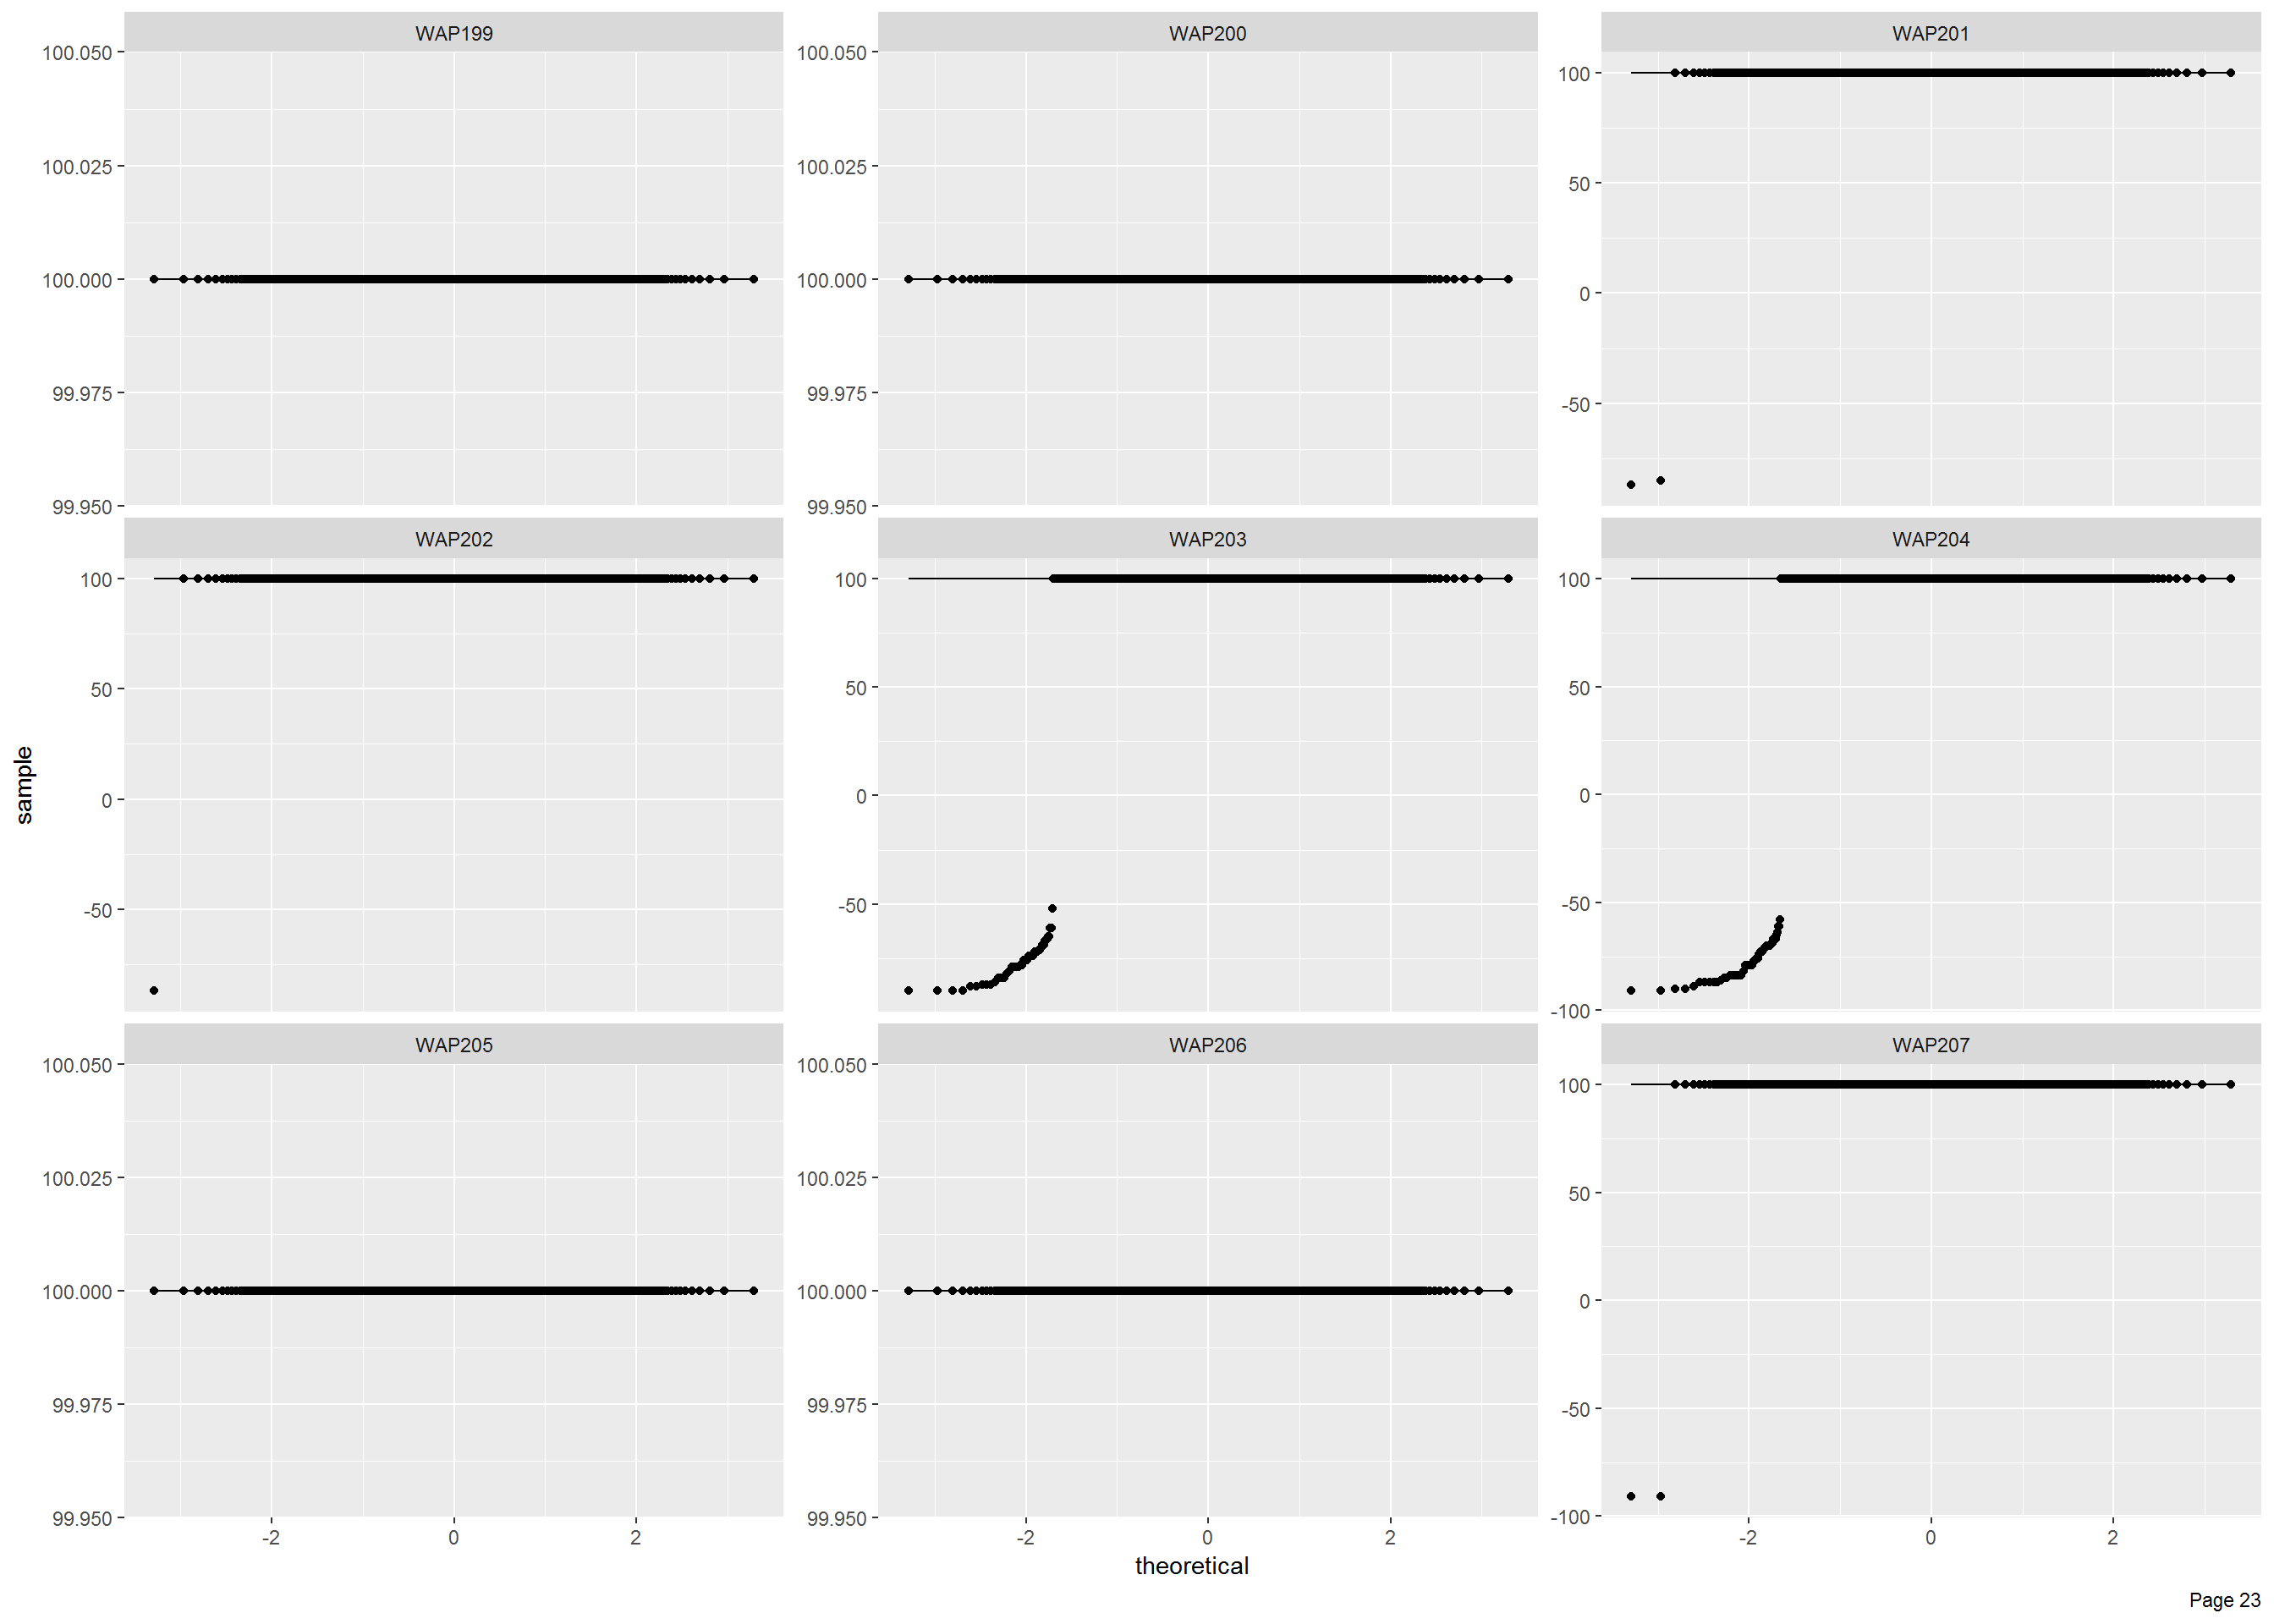 WAP199 WAP200 WAP201
100.050 100.050 100
100.025 100.025 50
100.000 100.000 0
99.975 99.975 -50
99.950 99.950
WAP202 WAP203 WAP204
100 100 100
50 50 50
0 0 0
-50 -50 -50
-100
sample
WAP205 WAP206 WAP207
100.050 100.050 100
100.025 100.025 50
100.000 100.000 0
99.975 99.975 -50
99.950 99.950 -100
-2 0 2 -2 0 2 -2 0 2
theoretical
Page 23